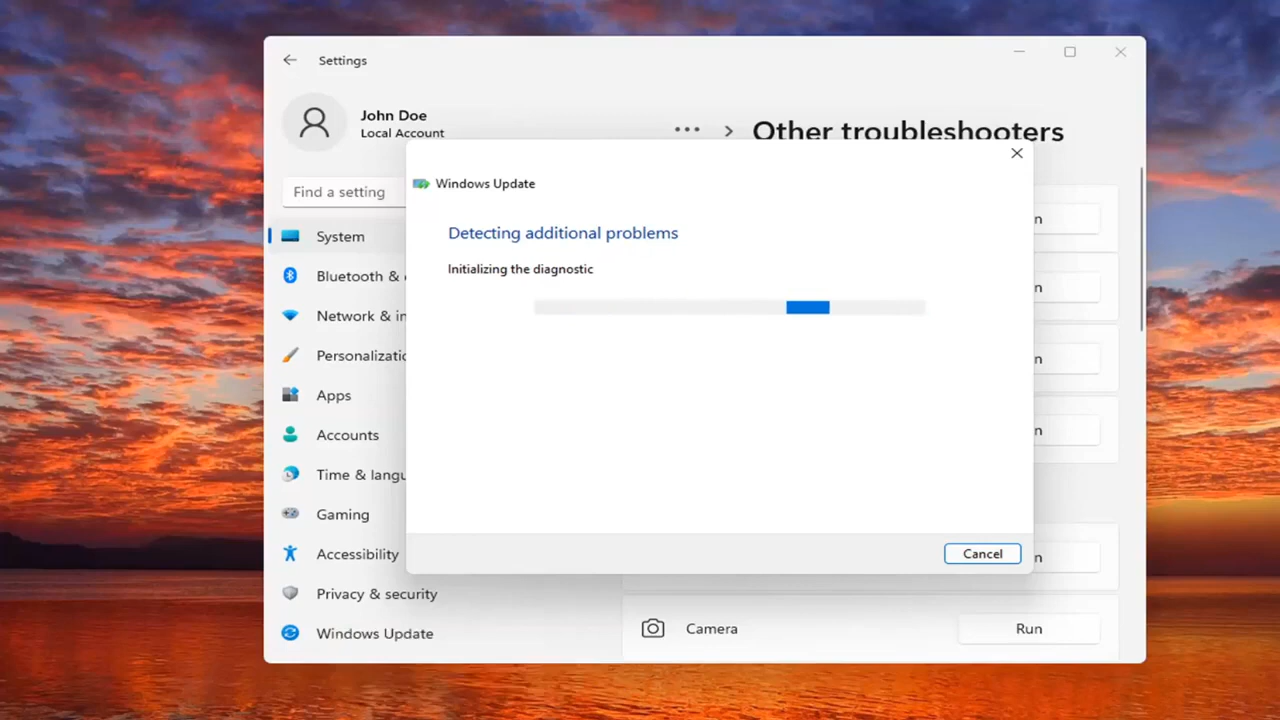 Settings
John Doe
Local Account
••• > Other troubleshooters
Find a setting
System
Bluetooth &
Network & in
Personalizatio
Apps
Accounts
Time & langu
Gaming
Accessibility
Privacy & security
Windows Update
Windows Update
Detecting additional problems
Initializing the diagnostic
Cancel
n
n
n
n
n
Camera
Run